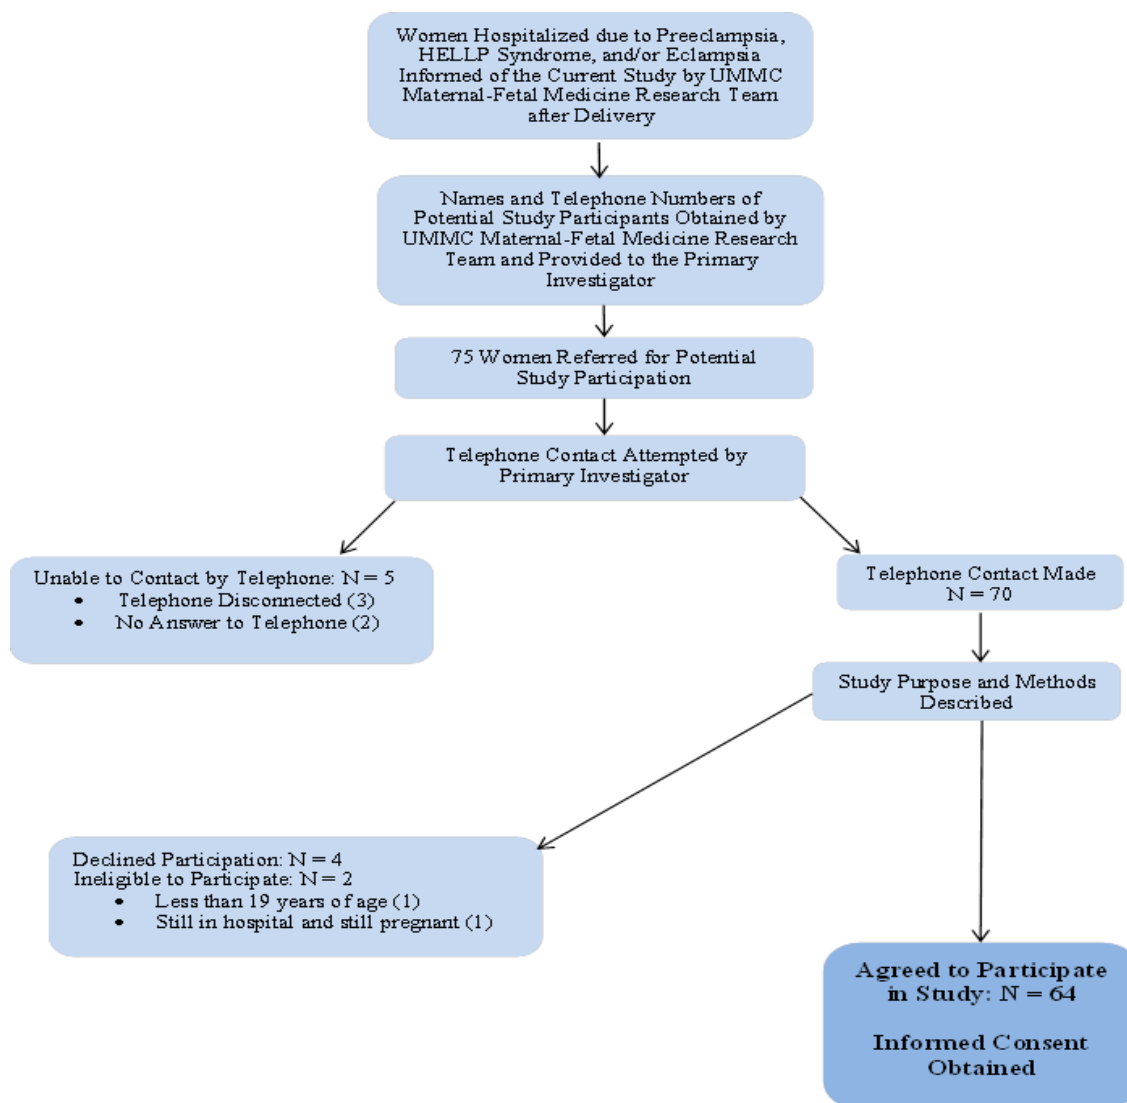 Women Hospitalized due to Preeclampsia,
HELLP Syndrome, and/or Eclampsia
Informed of the Current Study by UMMC
Maternal-Fetal Medicine Research Team
after Delivery
Names and Telephone Numbers of
Potential Study Participants Obtained by
UMMC Maternal-Fetal Medicine Research
Team and Provided to the Primary
Investigator
75 Women Referred for Potential
Study Participation
Telephone Contact Attempted by
Primary Investigator
Unable to Contact by Telephone: N = 5
• Telephone Disconnected (3)
• No Answer to Telephone (2)
Telephone Contact Made
N = 70
Study Purpose and Methods
Described
Declined Participation: N = 4
Ineligible to Participate: N = 2
• Less than 19 years of age (1)
• Still in hospital and still pregnant (1)
Agreed to Participate
in Study: N = 64
Informed Consent
Obtained